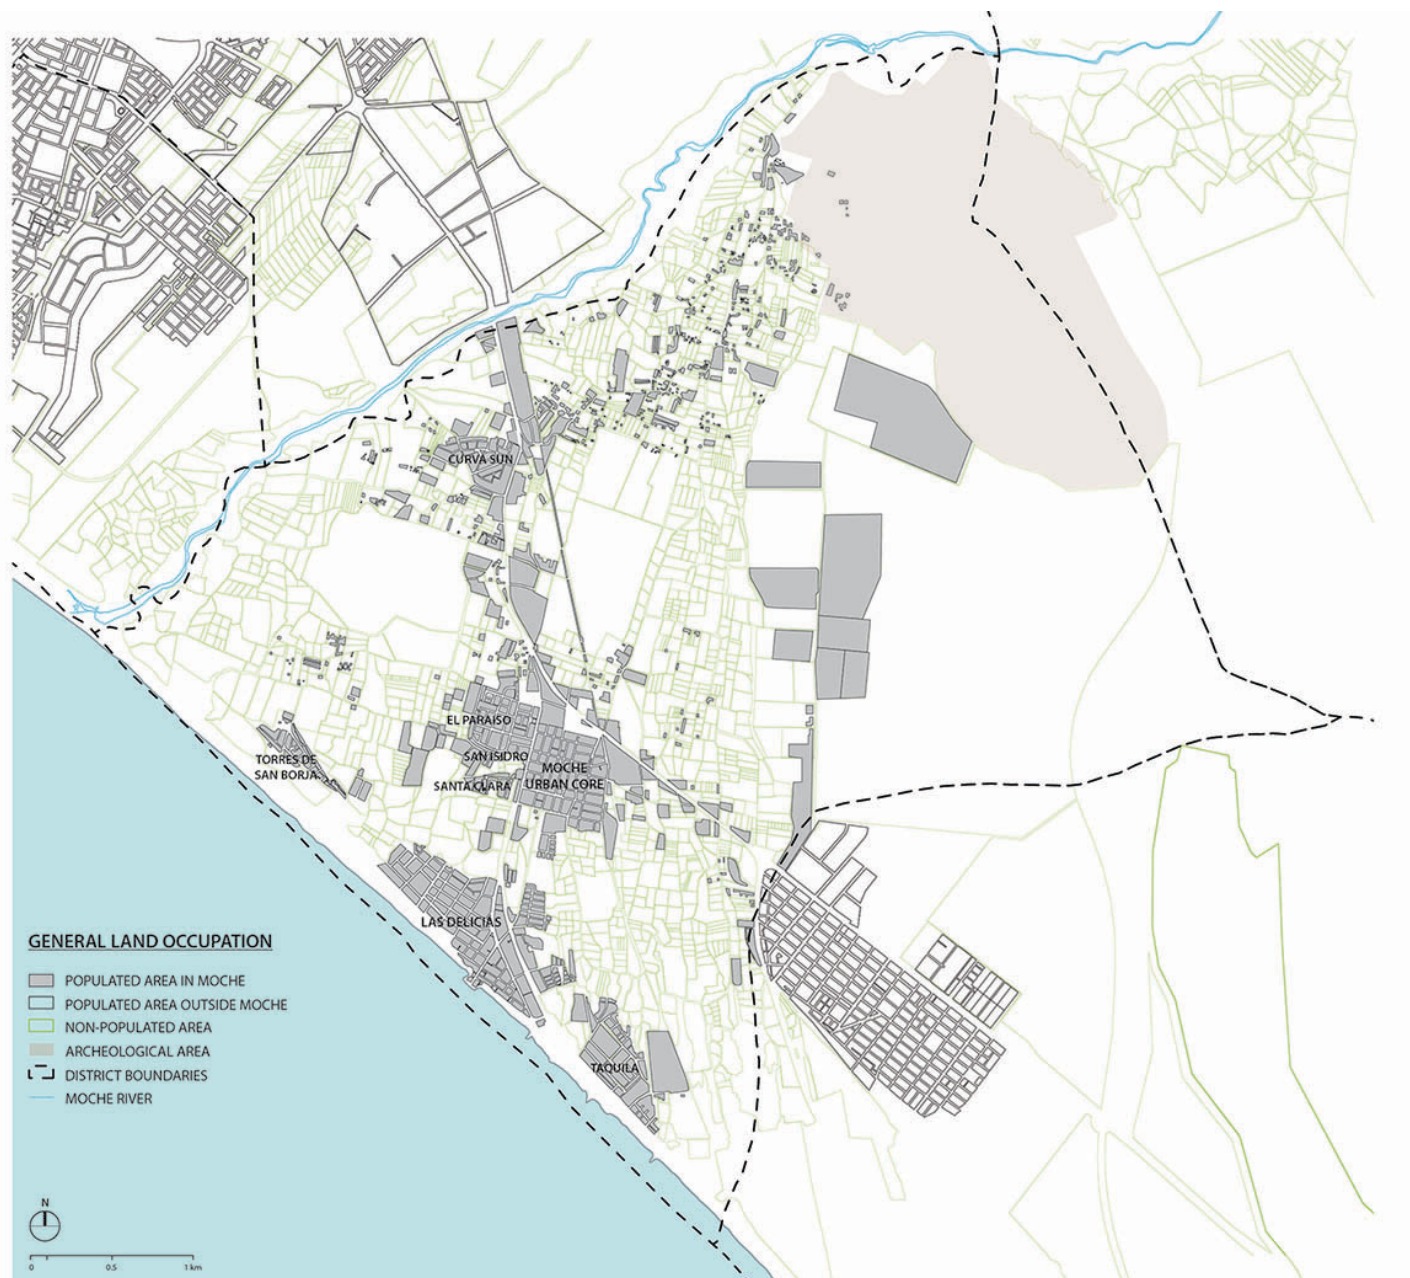 CURVA SUN
EL PARAISO
SAN ISIDRO
TORRES DE
SAN BORJA
MOCHE
URBAN CORE
SANTA CLARA
LAS DELICIAS
TAQUILA
GENERAL LAND OCCUPATION
POPULATED AREA IN MOCHE
POPULATED AREA OUTSIDE MOCHE
NON-POPULATED AREA
ARCHEOLOGICAL AREA
DISTRICT BOUNDARIES
MOCHE RIVER
N
0 0.5 1 km